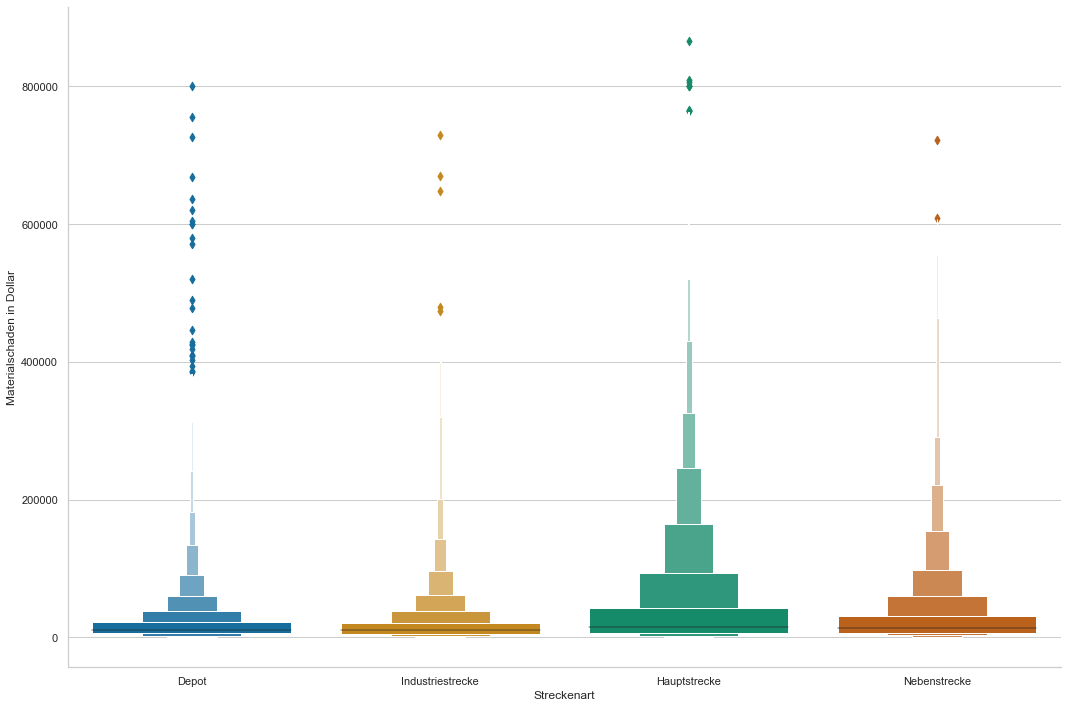 Materialschaden in Dollar
800000
600000
400000
200000
0
Depot
Industriestrecke
Hauptstrecke
Nebenstrecke
Streckenart